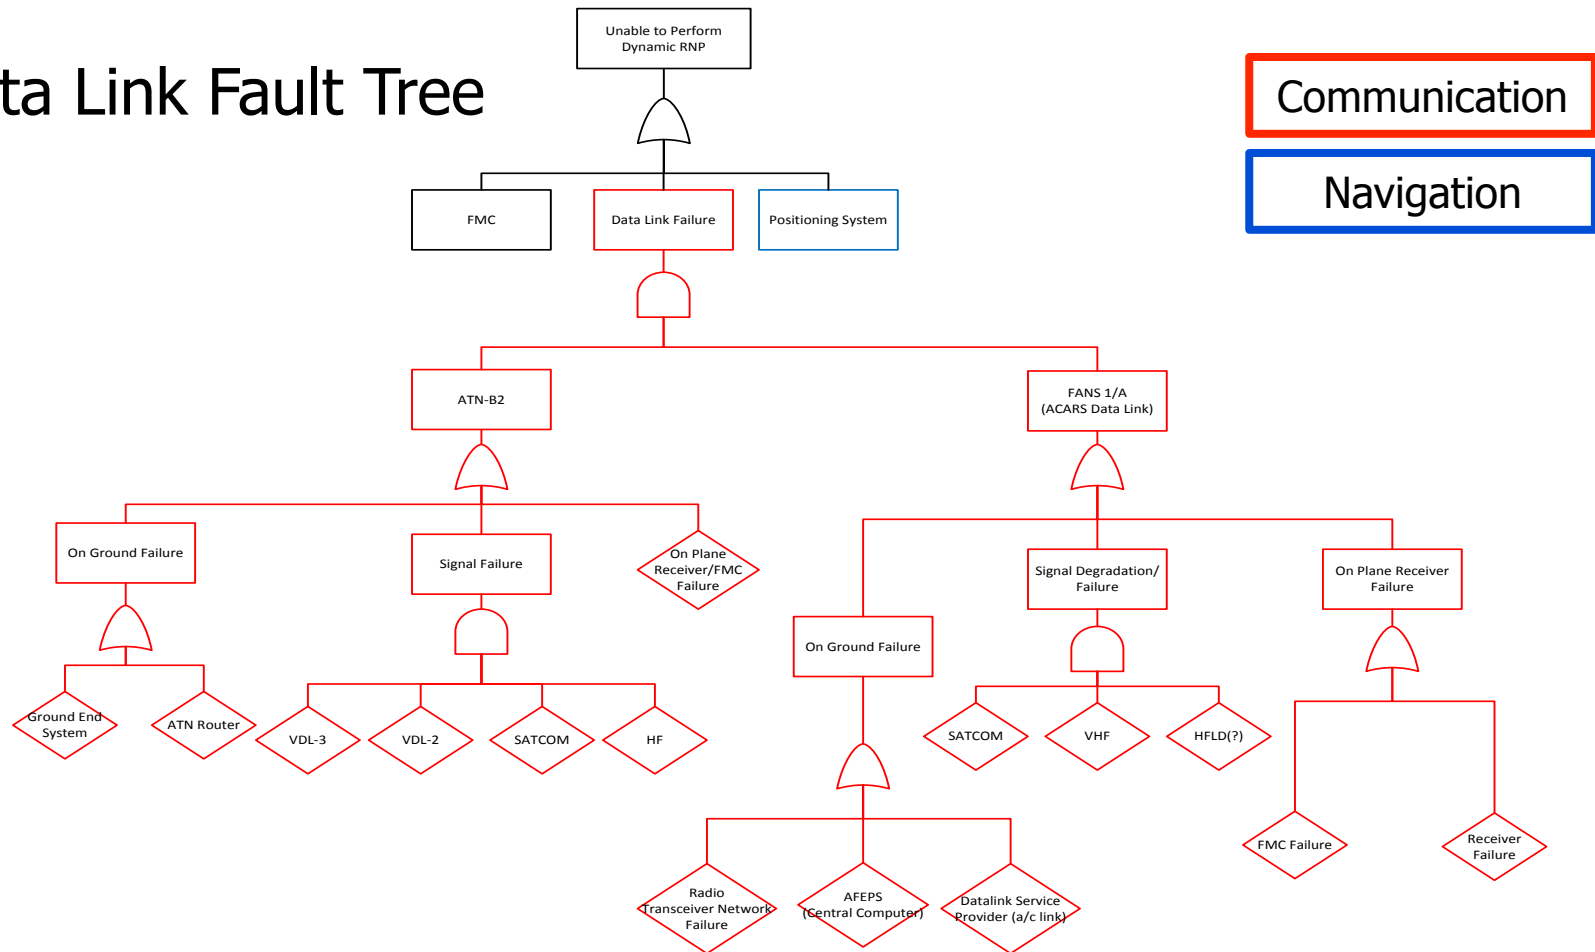 Unable to Perform
Dynamic RNP
ta Link Fault Tree
Communication
Navigation
FMC
Data Link Failure
Positioning System
ATN-B2
FANS 1/A
(ACARS Data Link)
On Ground Failure
Signal Failure
On Plane
Receiver/FMC
Failure
Signal Degradation/
Failure
On Plane Receiver
Failure
On Ground Failure
Ground End
System
ATN Router
VDL-3
VDL-2
SATCOM
HF
SATCOM
VHF
HFLD(?)
FMC Failure
Receiver
Failure
Radio
Transceiver Network
Failure
AFEPS
(Central Computer)
Datalink Service
Provider (a/c link)